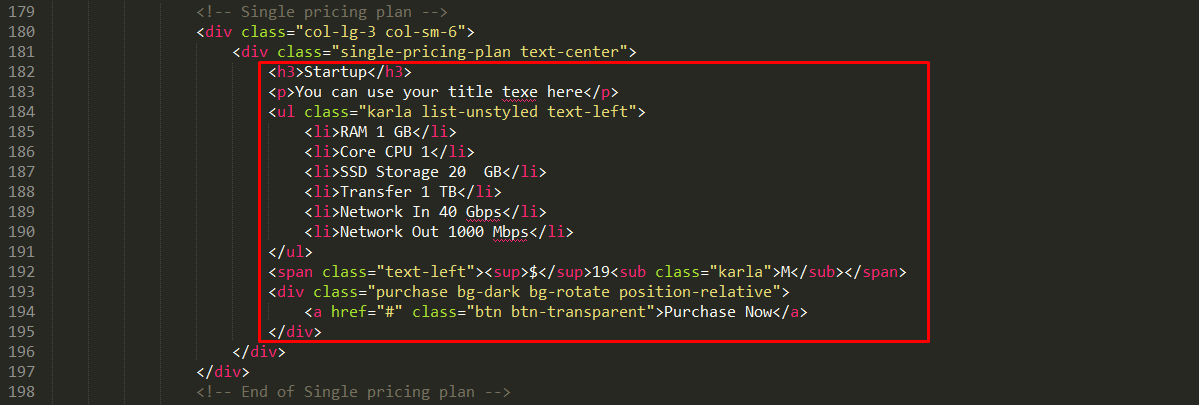 179 <!-- Single pricing plan -->
180 <div class="col-lg-3 col-sm-6">
181 <div class="single-pricing-plan text-center">
182 <h3>Startup</h3>
183 <p>You can use your title texe here</p>
184 <ul class="karla list-unstyled text-left">
185 <li>RAM 1 GB</li>
186 <li>Core CPU 1</li>
187 <li>SSD Storage 20  GB</li>
188 <li>Transfer 1 TB</li>
189 <li>Network In 40 Gbps</li>
190 <li>Network Out 1000 Mbps</li>
191 </ul>
192 <span class="text-left"><sup>$</sup>19<sub class="karla">M</sub></span>
193 <div class="purchase bg-dark bg-rotate position-relative">
194 <a href="#" class="btn btn-transparent">Purchase Now</a>
195 </div>
196 </div>
197 </div>
198 <!-- End of Single pricing plan -->